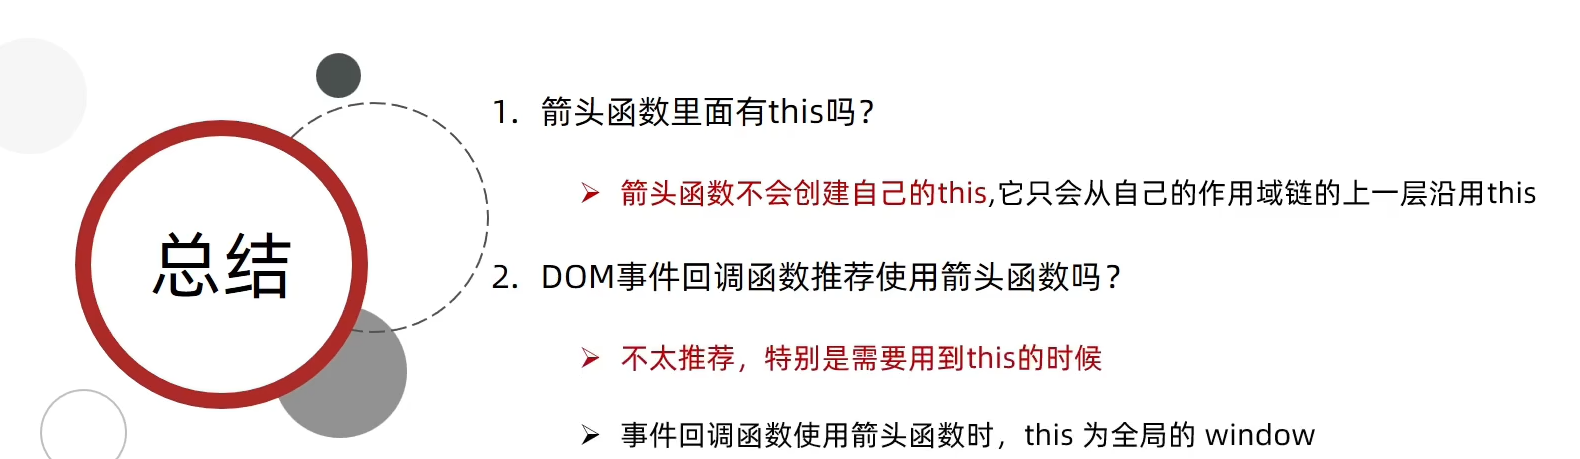 总结
1. 箭头函数里面有this吗？
箭头函数不会创建自己的this,它只会从自己的作用域链的上一层沿用this
2. DOM事件回调函数推荐使用箭头函数吗？
不太推荐，特别是需要用到this的时候
事件回调函数使用箭头函数时，this 为全局的 window